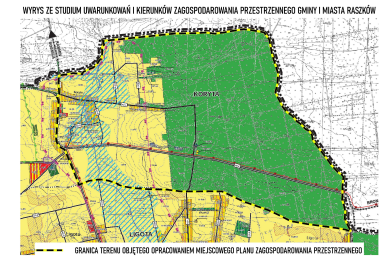 WYRYS ZE STUDIUM UWARUNKOWAŃ I KIERUNKÓW ZAGOSPODAROWANIA PRZESTRZENNEGO GMINY I MIASTA RASZKÓW
KORYTA
LIGOTA
GRANICA TERENU OBJĘTEGO OPRACOWANIEM MIEJSCOWEGO PLANU ZAGOSPODAROWANIA PRZESTRZENNEGO